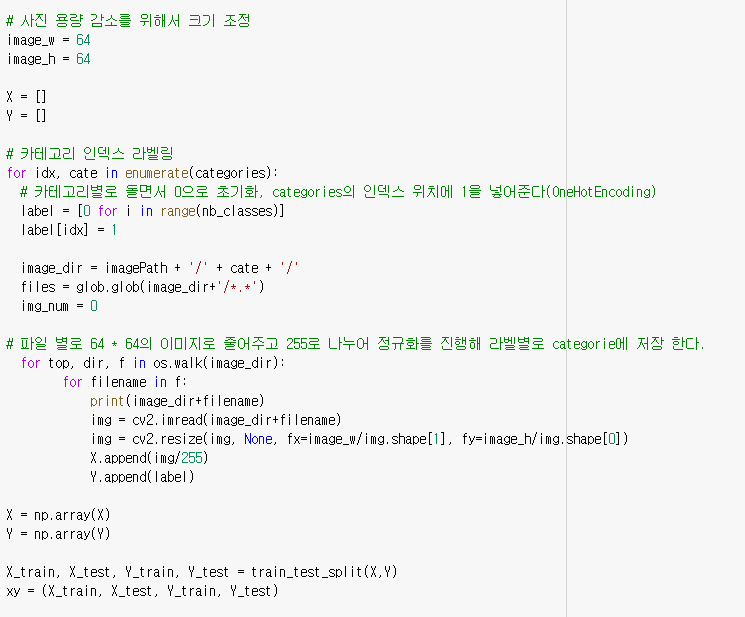 # 사진 용량 감소를 위해서 크기 조정
image_w = 64
image_h = 64

X = []
Y = []

# 카테고리 인덱스 라벨링
for idx, cate in enumerate(categories):
  # 카테고리별로 돌면서 0으로 초기화, categories의 인덱스 위치에 1을 넣어준다(OneHotEncoding)
  label = [0 for i in range(nb_classes)]
  label[idx] = 1

  image_dir = imagePath + '/' + cate + '/'
  files = glob.glob(image_dir+'/*.*')
  img_num = 0

# 파일 별로 64 * 64의 이미지로 줄어주고 255로 나누어 정규화를 진행해 라벨별로 categorie에 저장 한다.
  for top, dir, f in os.walk(image_dir):
        for filename in f:
            print(image_dir+filename)
            img = cv2.imread(image_dir+filename)
            img = cv2.resize(img, None, fx=image_w/img.shape[1], fy=image_h/img.shape[0])
            X.append(img/255)
            Y.append(label)

X = np.array(X)
Y = np.array(Y)

X_train, X_test, Y_train, Y_test = train_test_split(X,Y)
xy = (X_train, X_test, Y_train, Y_test)